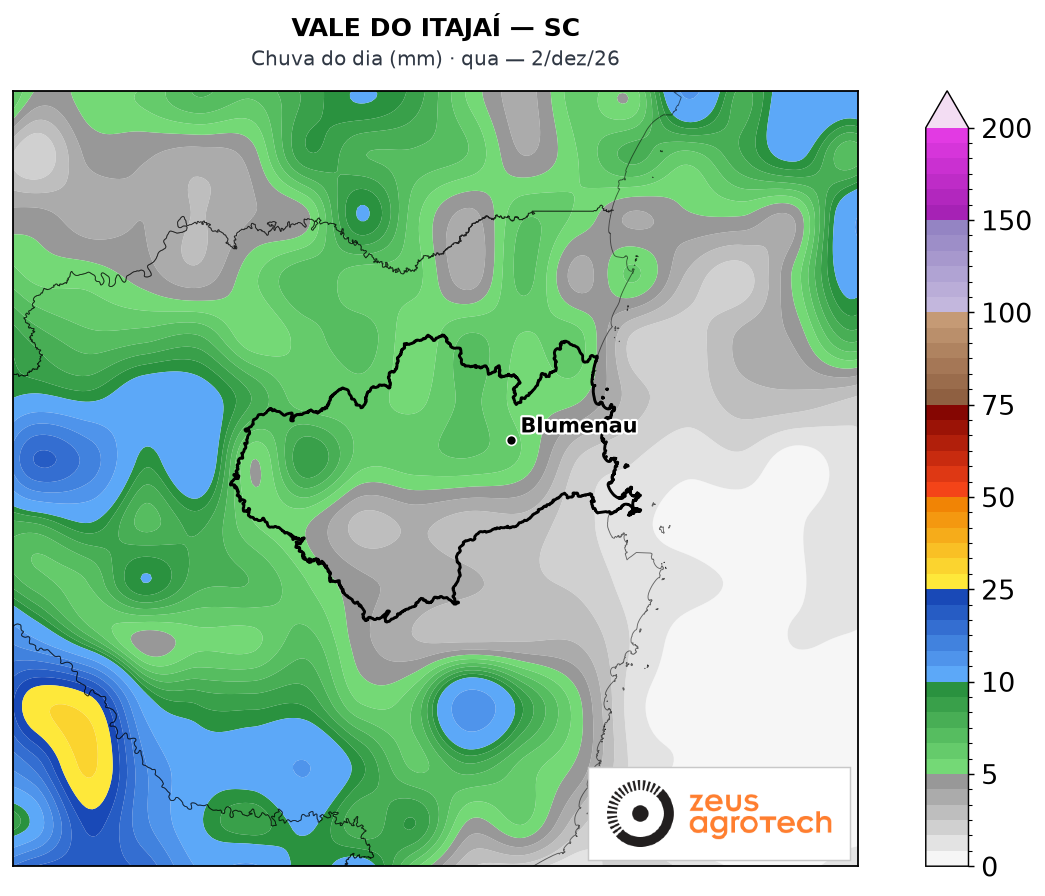 VALE DO ITAJAÍ — SC
Chuva do dia (mm) · qua — 2/dez/26
200
150
100
75
50
25
10
5
0
Blumenau
zeus
agrotech